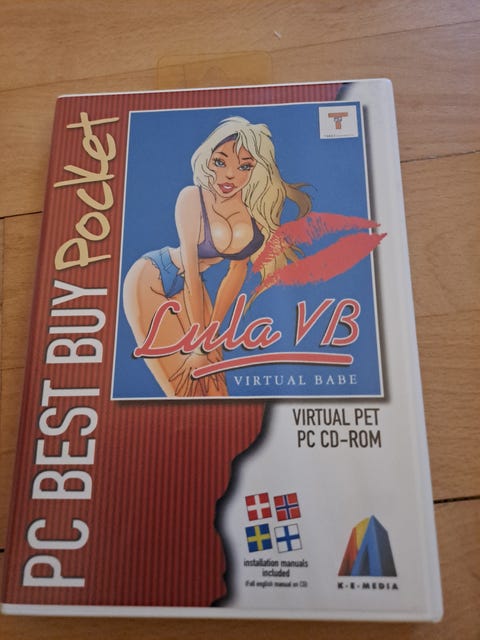 PC BEST BUY Pocket
T
Lula VB
VIRTUAL BABE
VIRTUAL PET
PC CD-ROM
installation manuals
included
(Full english manual on CD)
K-E-MEDIA